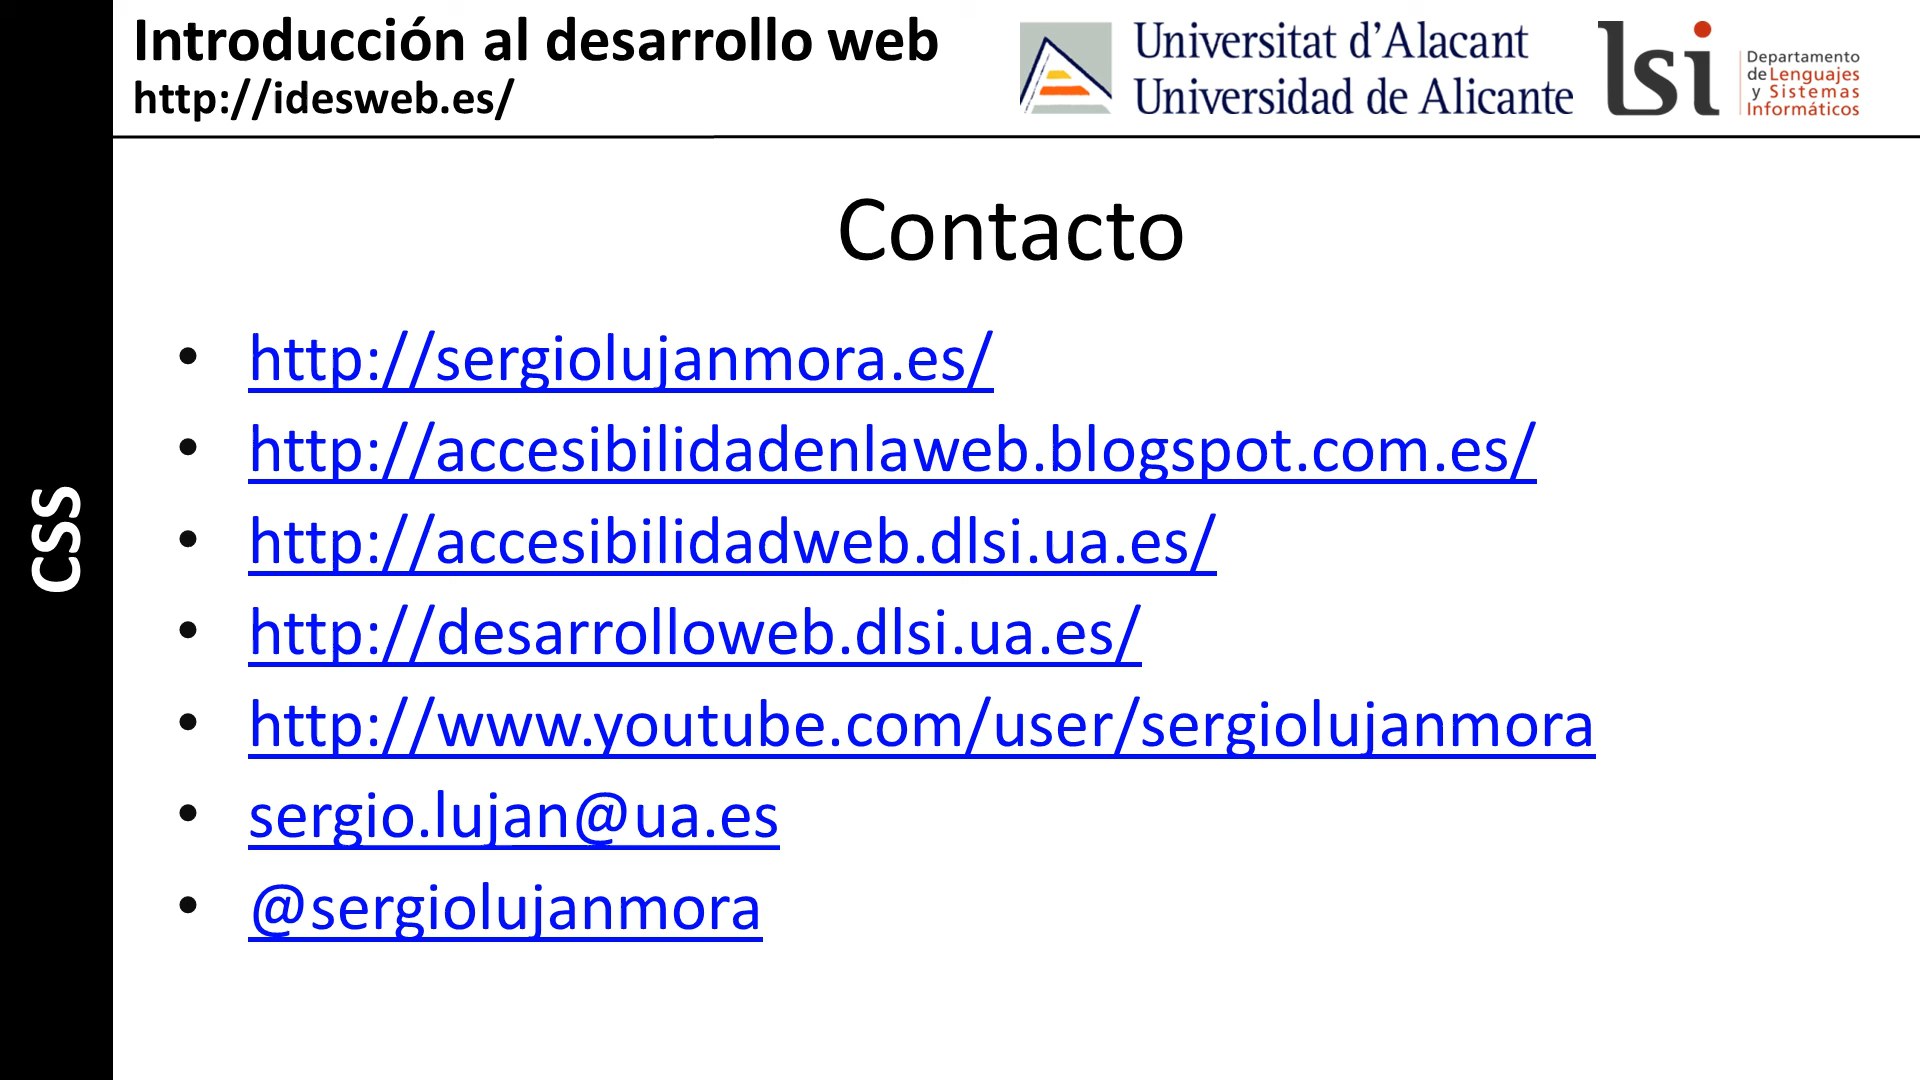 Introducción al desarrollo web
http://idesweb.es/
Universitat d'Alacant
Universidad de Alicante
lsi
Departamento
de Lenguajes
y Sistemas
Informáticos
CSS
Contacto
• http://sergiolujanmora.es/
• http://accesibilidadenlaweb.blogspot.com.es/
• http://accesibilidadweb.dlsi.ua.es/
• http://desarrolloweb.dlsi.ua.es/
• http://www.youtube.com/user/sergiolujanmora
• sergio.lujan@ua.es
• @sergiolujanmora